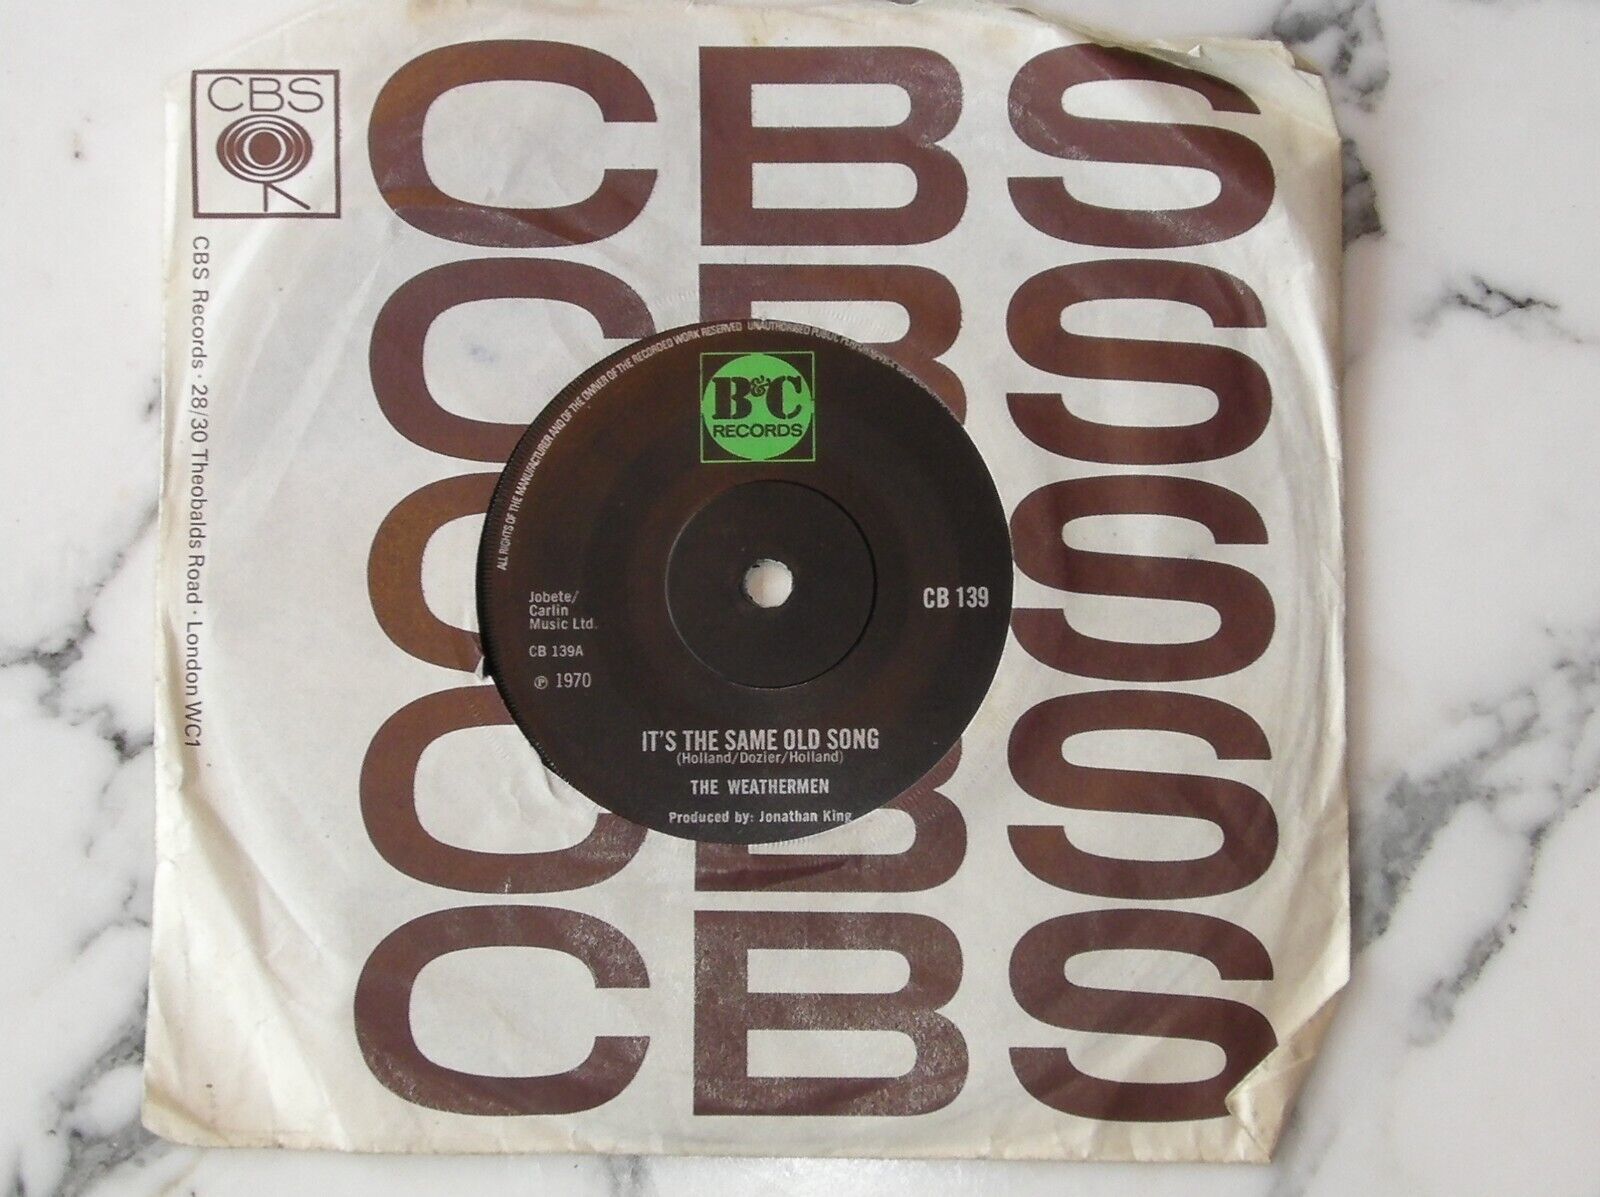 CBS
CBS Records · 28/30 Theobalds Road · London WC1
CBS
CBS
CBS
CBS
CBS
ALL RIGHTS OF THE MANUFACTURER AND OF THE OWNER OF THE RECORDED WORK RESERVED UNAUTHORISED PUBLIC
B&C
RECORDS
Jobete/
Carlin
Music Ltd.
CB 139A
℗ 1970
CB 139
IT'S THE SAME OLD SONG
(Holland/Dozier/Holland)
THE WEATHERMEN
Produced by: Jonathan King